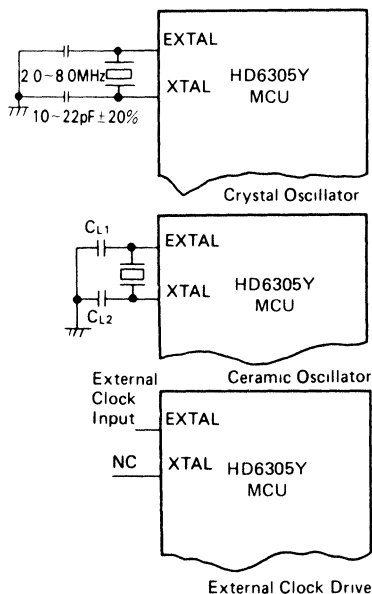 EXTAL
2 0~8 0MHz
XTAL
HD6305Y
MCU
10~22pF±20%
Crystal Oscillator
CL1
EXTAL
HD6305Y
MCU
XTAL
CL2
Ceramic Oscillator
External
Clock
Input
EXTAL
NC
XTAL
HD6305Y
MCU
External Clock Drive